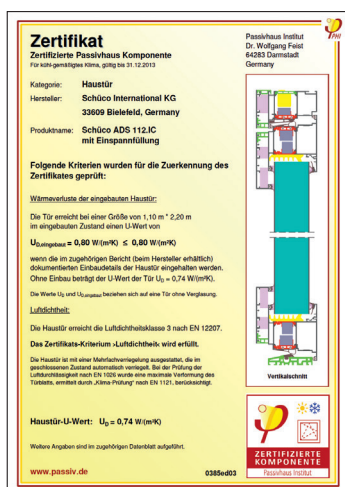 Zertifikat
Zertifizierte Passivhaus Komponente
Für kühl-gemäßigtes Klima, gültig bis 31.12.2013
Passivhaus Institut
Dr. Wolfgang Feist
64283 Darmstadt
Germany
PHI
Kategorie: Haustür
Hersteller: Schüco International KG
33609 Bielefeld, Germany
Produktname: Schüco ADS 112.IC
mit Einspannfüllung
Folgende Kriterien wurden für die Zuerkennung des
Zertifikates geprüft:
Wärmeverluste der eingebauten Haustür:
Die Tür erreicht bei einer Größe von 1,10 m * 2,20 m
im eingebauten Zustand einen U-Wert von
UD,eingebaut = 0,80 W/(m²K) ≤ 0,80 W/(m²K)
wenn die im zugehörigen Bericht (beim Hersteller erhältlich)
dokumentierten Einbaudetails der Haustür eingehalten werden.
Ohne Einbau beträgt der U-Wert der Tür UD = 0,74 W/(m²K).
Die Werte UD und UD,eingebaut beziehen sich auf eine Tür ohne Verglasung.
Luftdichtheit:
Die Haustür erreicht die Luftdichtheitsklasse 3 nach EN 12207.
Das Zertifikats-Kriterium >Luftdichtheit< wird erfüllt.
Die Haustür ist mit einer Mehrfachverriegelung ausgestattet, die im
geschlossenen Zustand automatisch verriegelt. Bei der Prüfung der
Luftdurchlässigkeit nach EN 1026 wurde eine maximale Verformung des
Türblatts, ermittelt durch „Klima-Prüfung“ nach EN 1121, berücksichtigt.
Vertikalschnitt
Haustür-U-Wert: UD = 0,74 W/(m²K)
Weitere Angaben sind im zugehörigen Datenblatt aufgeführt.
www.passiv.de
0385ed03
ZERTIFIZIERTE
KOMPONENTE
Passivhaus Institut